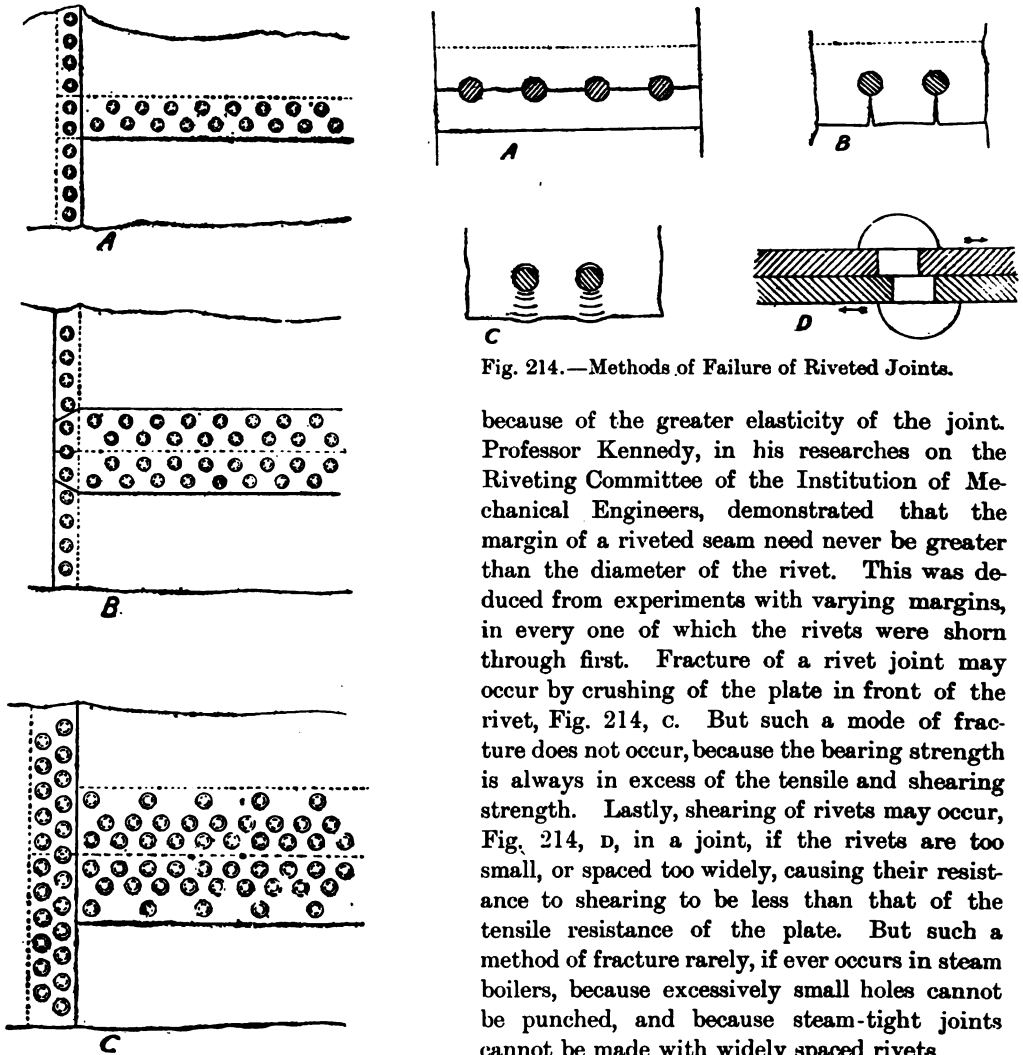 A
B.
C
A
B
C
D
Fig. 214.—Methods of Failure of Riveted Joints.
because of the greater elasticity of the joint.
Professor Kennedy, in his researches on the
Riveting Committee of the Institution of Me-
chanical Engineers, demonstrated that the
margin of a riveted seam need never be greater
than the diameter of the rivet. This was de-
duced from experiments with varying margins,
in every one of which the rivets were shorn
through first. Fracture of a rivet joint may
occur by crushing of the plate in front of the
rivet, Fig. 214, C. But such a mode of frac-
ture does not occur, because the bearing strength
is always in excess of the tensile and shearing
strength. Lastly, shearing of rivets may occur,
Fig. 214, D, in a joint, if the rivets are too
small, or spaced too widely, causing their resist-
ance to shearing to be less than that of the
tensile resistance of the plate. But such a
method of fracture rarely, if ever occurs in steam
boilers, because excessively small holes cannot
be punched, and because steam-tight joints
cannot be made with widely spaced rivets.